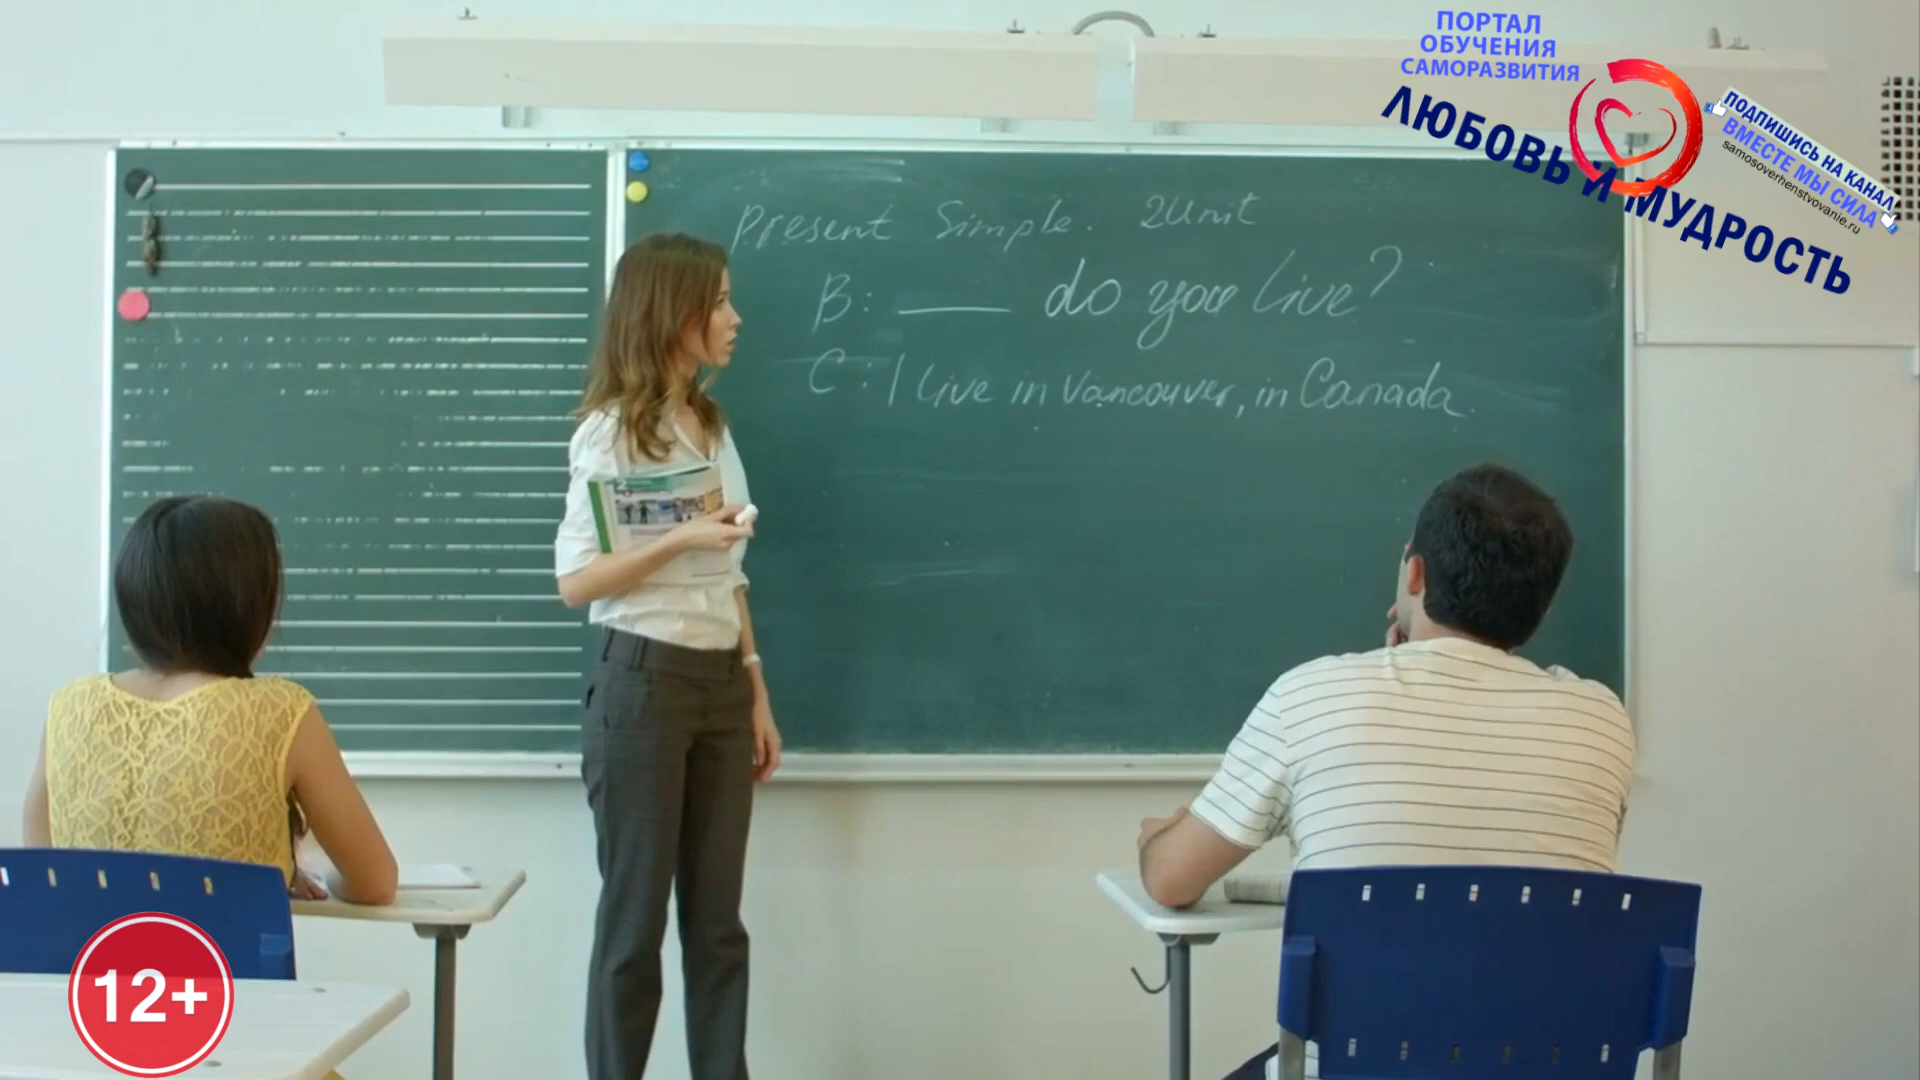 ПОРТАЛ
ОБУЧЕНИЯ
САМОРАЗВИТИЯ
ЛЮБОВЬ И МУДРОСТЬ
ПОДПИШИСЬ НА КАНАЛ
ВМЕСТЕ МЫ СИЛА
samosoverhenstvovanie.ru
Present Simple. 2Unit
B: ___ do you live?
C: I live in Vancouver, in Canada.
2
12+